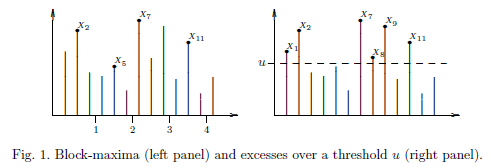 X2 X5 X7 X11
1 2 3 4
u X1 X2 X7 X8 X9 X11
Fig. 1. Block-maxima (left panel) and excesses over a threshold u (right panel).